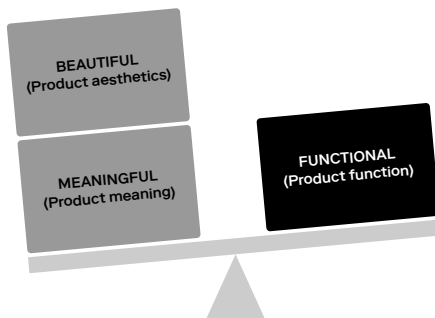 BEAUTIFUL
(Product aesthetics)
MEANINGFUL
(Product meaning)
FUNCTIONAL
(Product function)